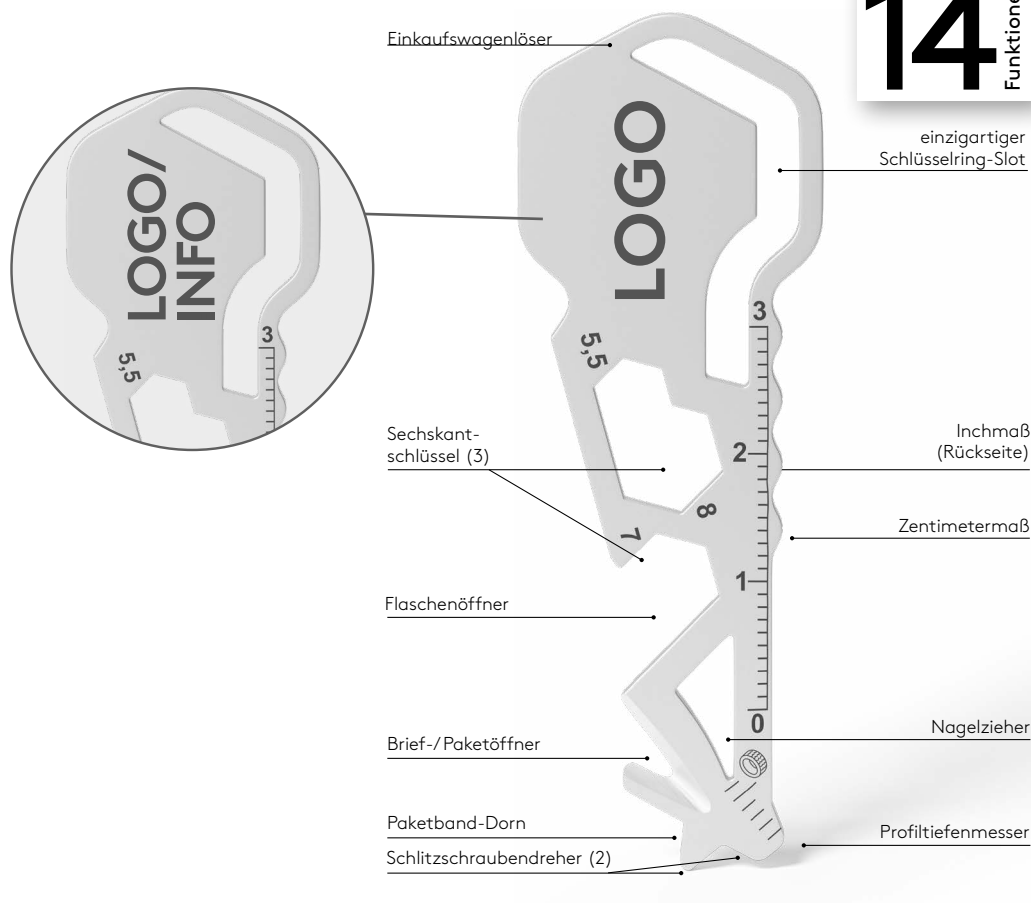 14
Funktionen
Einkaufswagenlöser
einzigartiger
Schlüsselring-Slot
LOGO
LOGO/
INFO
3
5,5
3
5,5
Sechskant-
schlüssel (3)
2
Inchmaß
(Rückseite)
8
7
Zentimetermaß
1
Flaschenöffner
0
Nagelzieher
Brief-/Paketöffner
Paketband-Dorn
Profiltiefenmesser
Schlitzschraubendreher (2)